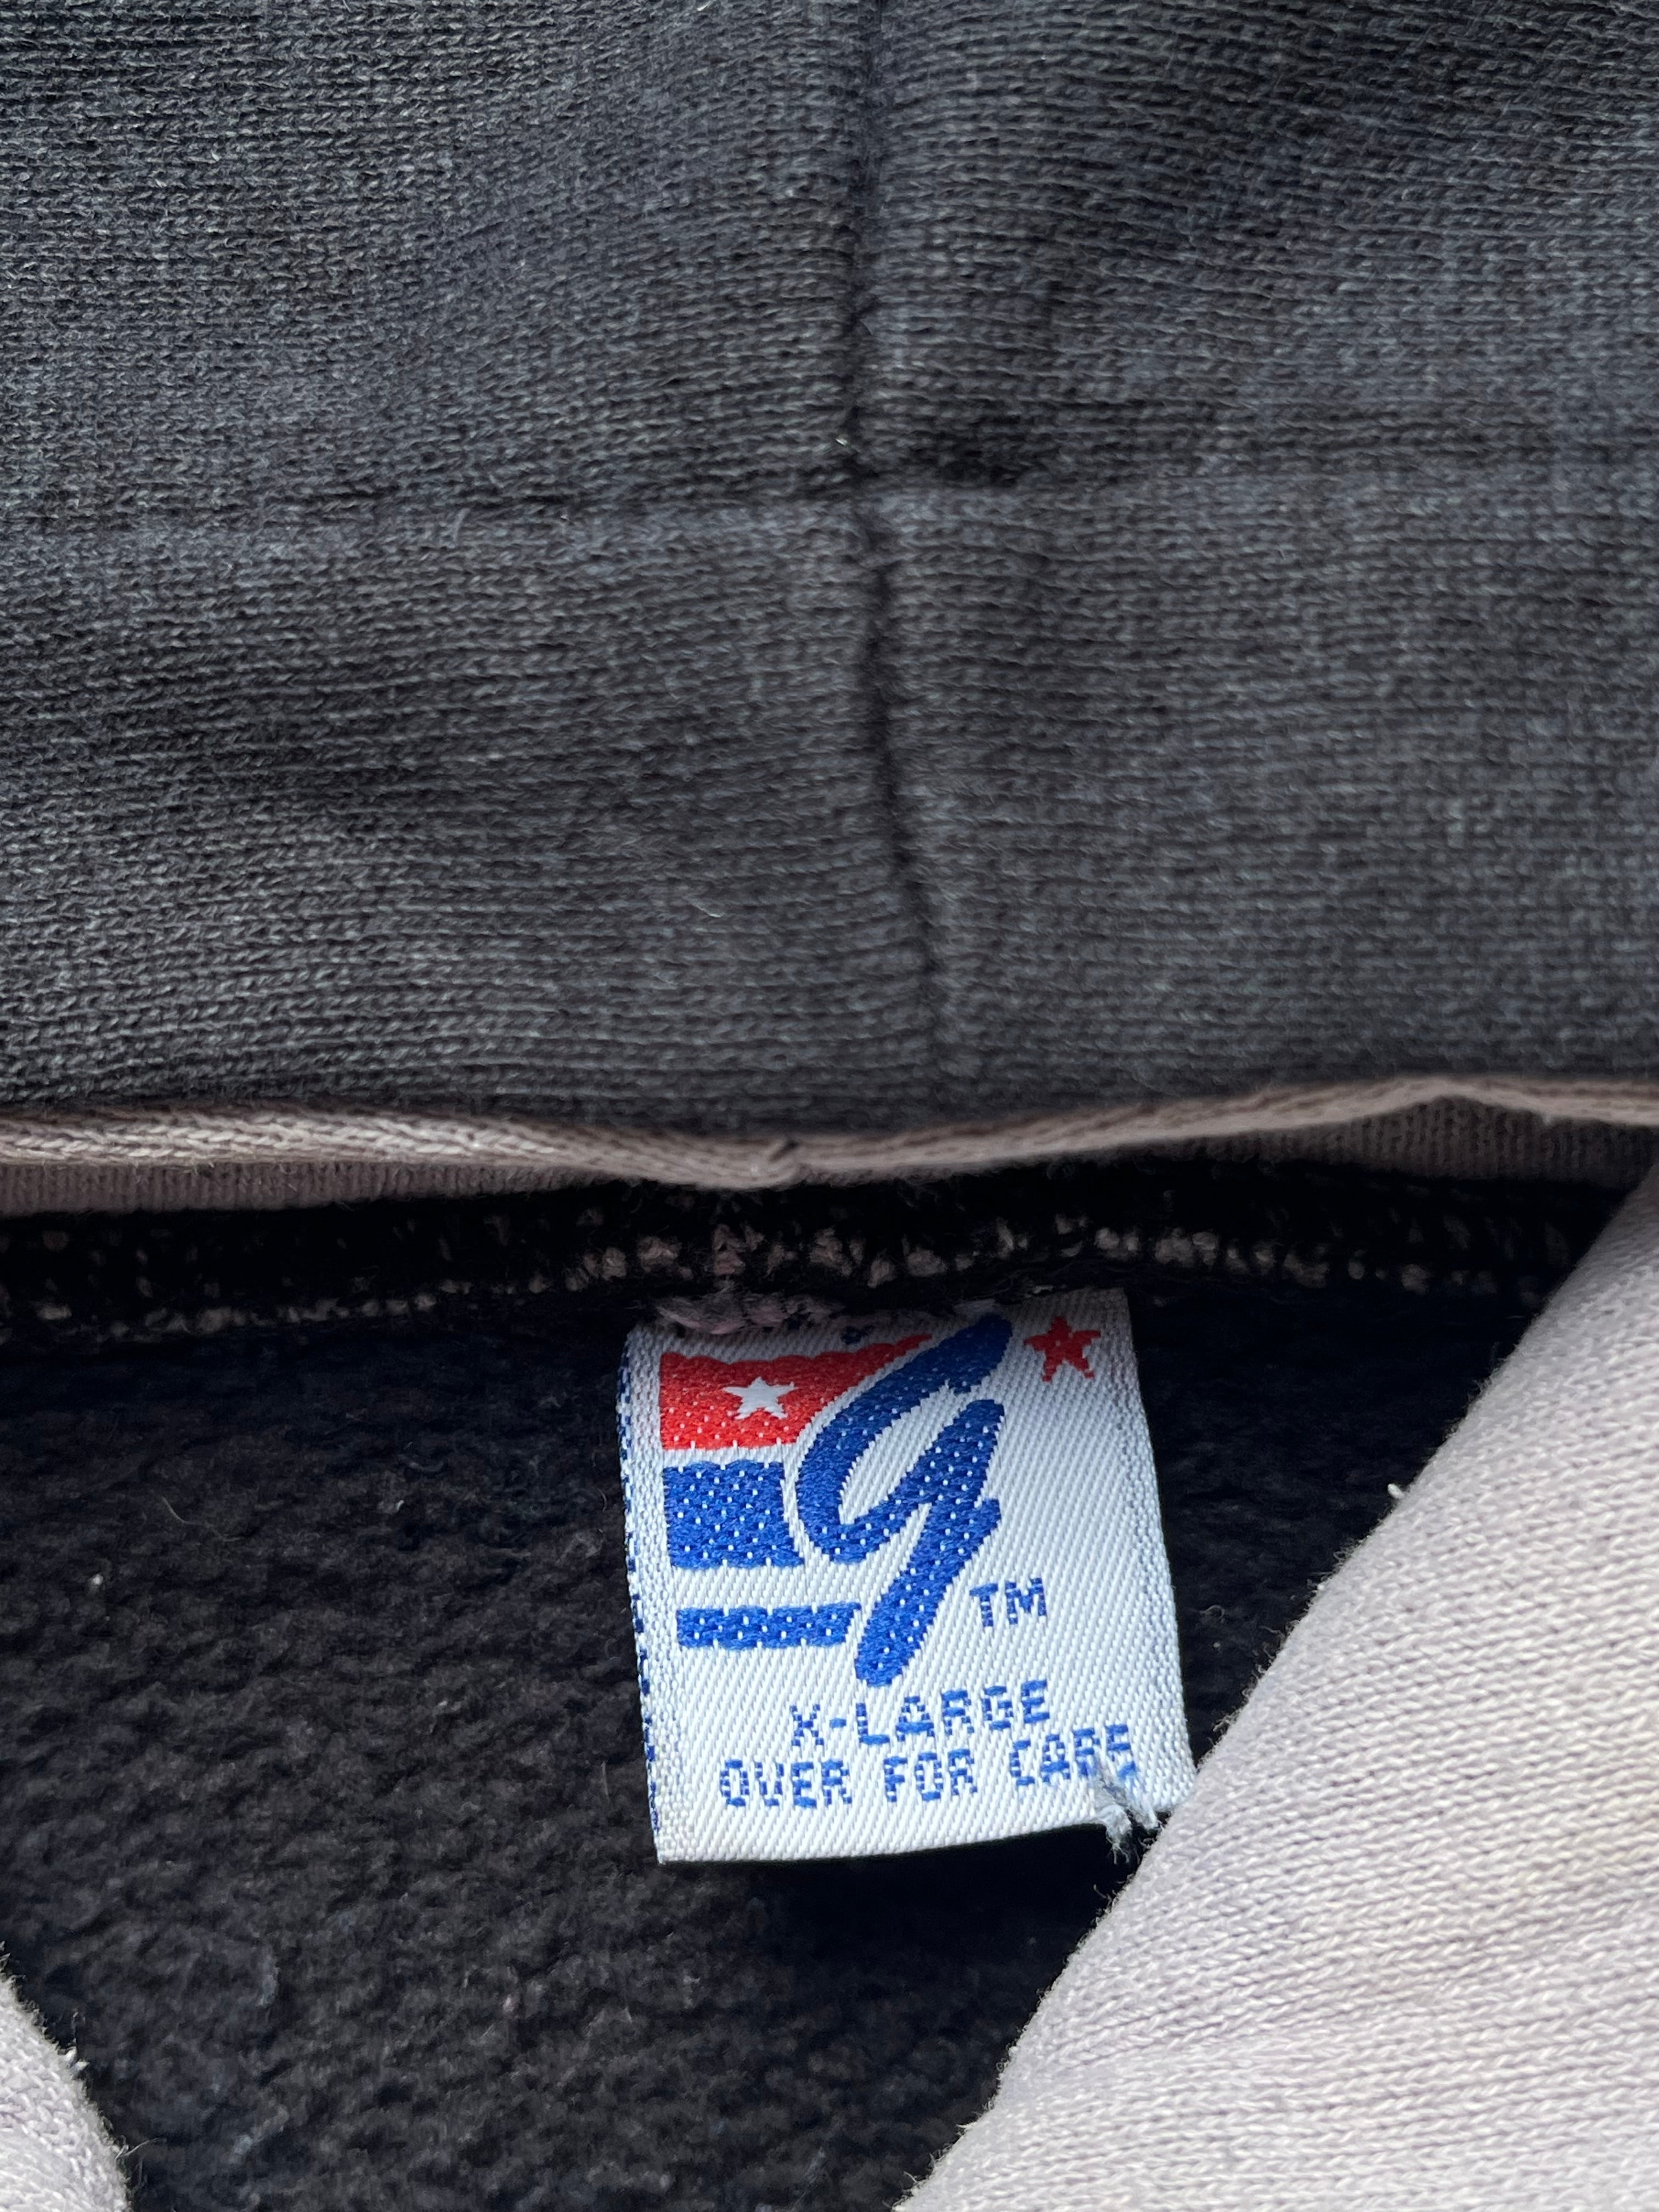 g
TM
X-LARGE
OVER FOR CARE